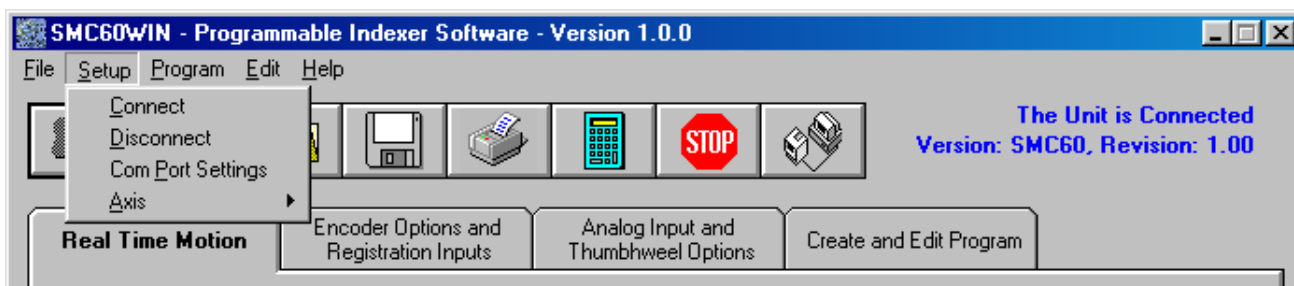 SMC60WIN - Programmable Indexer Software - Version 1.0.0
File Setup Program Edit Help
Connect
Disconnect
Com Port Settings
Axis
STOP
The Unit is Connected
Version: SMC60, Revision: 1.00
Real Time Motion
Encoder Options and
Registration Inputs
Analog Input and
Thumbhweel Options
Create and Edit Program